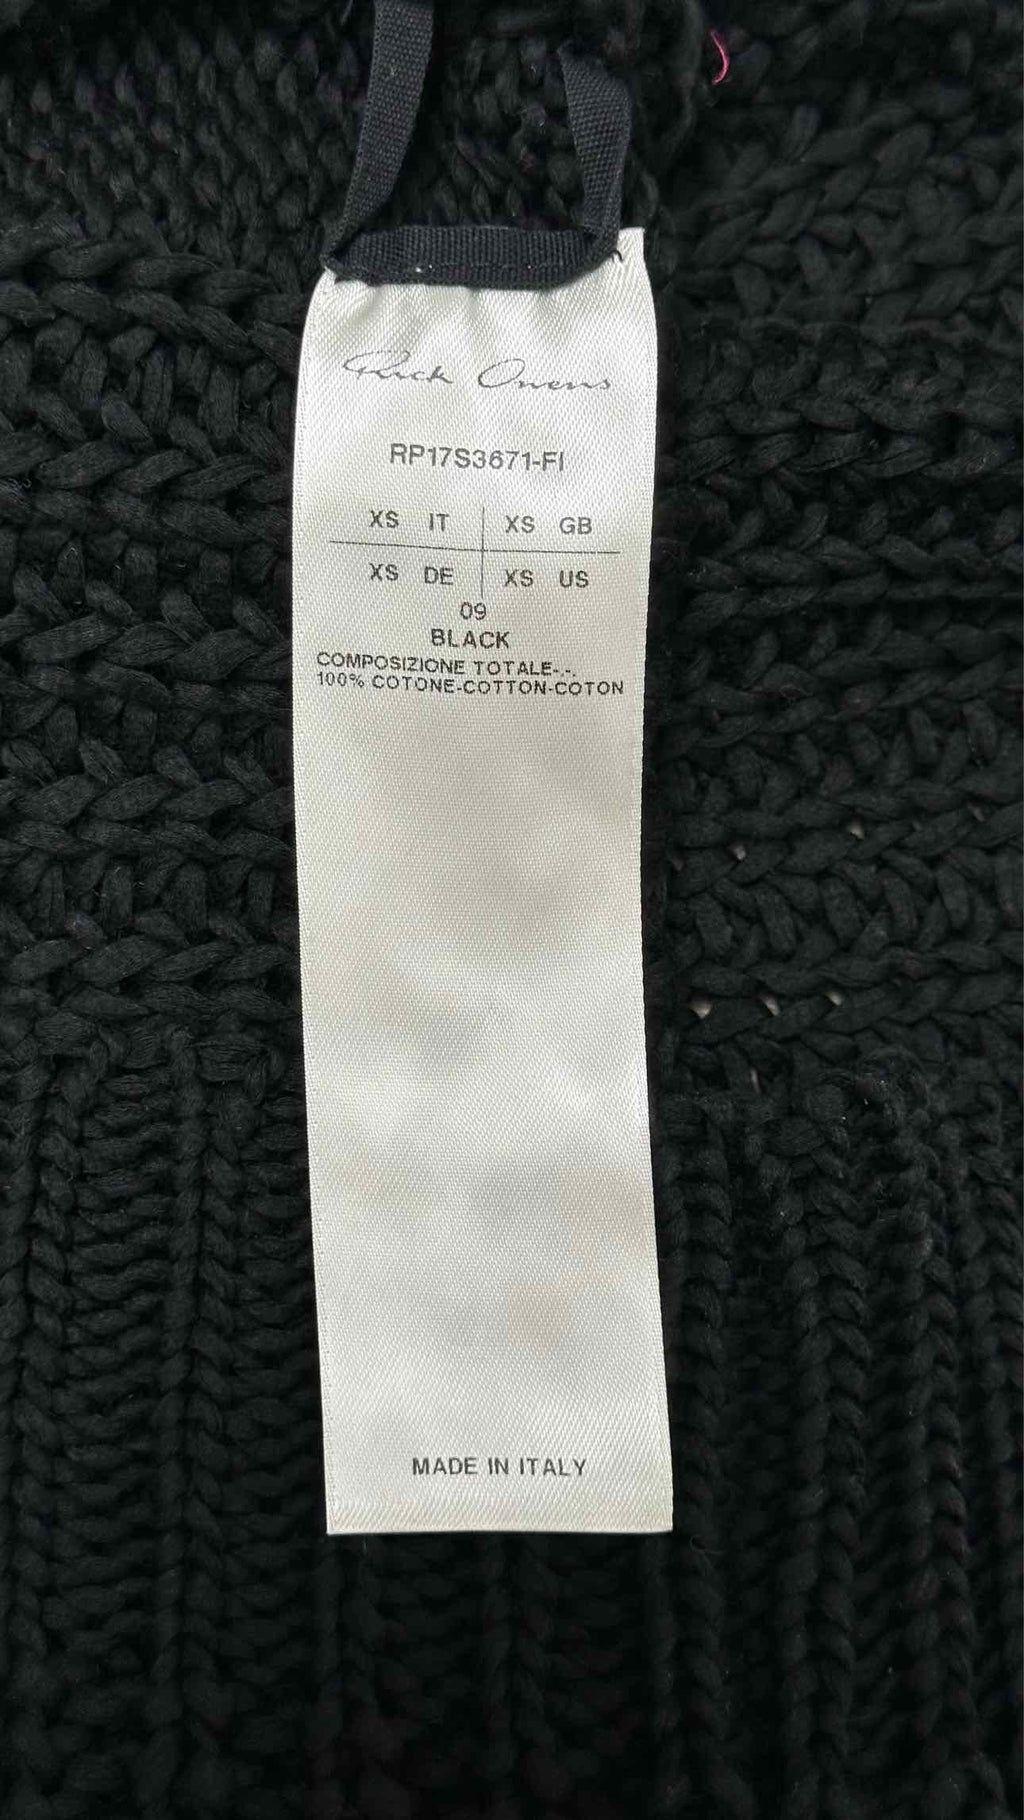 Rick Owens
RP17S3671-FI
XS IT XS GB
XS DE XS US
09
BLACK
COMPOSIZIONE TOTALE-.-.
100% COTONE-COTTON-COTON
MADE IN ITALY